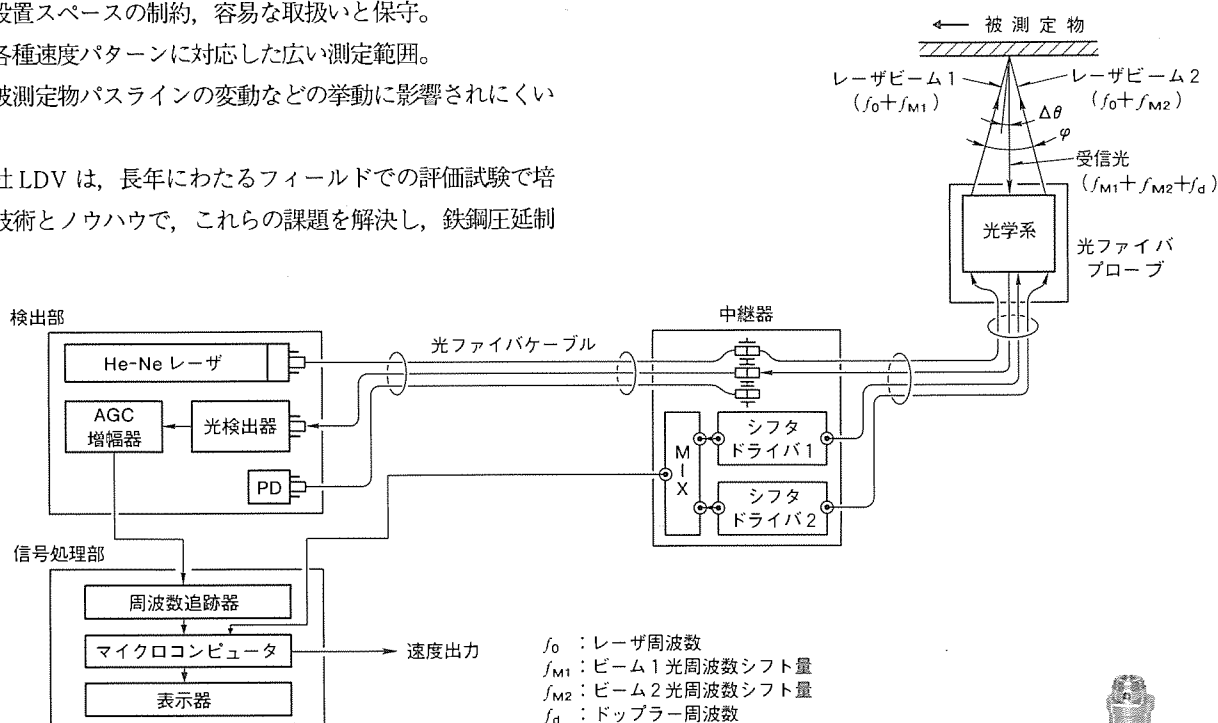 設置スペースの制約，容易な取扱いと保守。
各種速度パターンに対応した広い測定範囲。
被測定物パスラインの変動などの挙動に影響されにくい
社LDV は，長年にわたるフィールドでの評価試験で培
技術とノウハウで，これらの課題を解決し，鉄鋼圧延制
被測定物
レーザビーム1
(f0+fM1)
レーザビーム2
(f0+fM2)
Δθ
φ
受信光
(fM1+fM2+fd)
光学系
光ファイバ
プローブ
検出部
He-Ne レーザ
AGC
増幅器
光検出器
PD
光ファイバケーブル
中継器
MIX
シフタ
ドライバ1
シフタ
ドライバ2
信号処理部
周波数追跡器
マイクロコンピュータ
表示器
速度出力
f0 ：レーザ周波数
fM1：ビーム1光周波数シフト量
fM2：ビーム2光周波数シフト量
fd ：ドップラー周波数